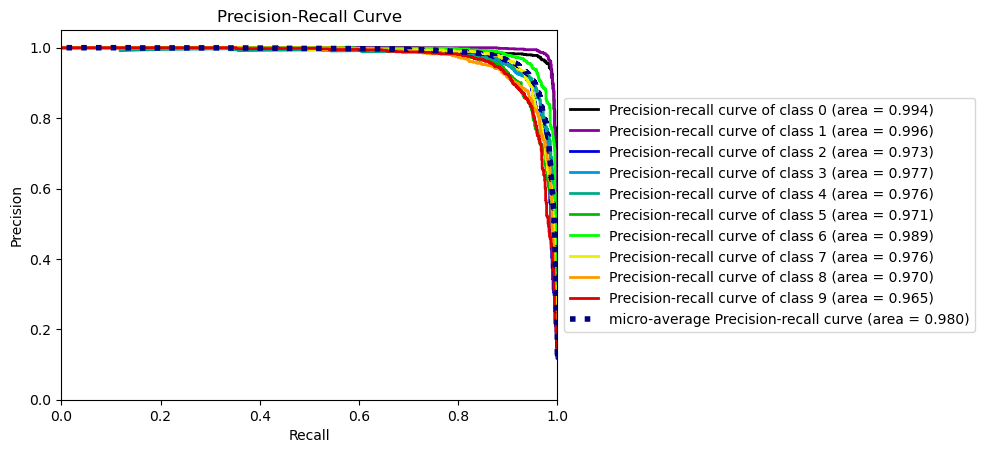 Precision-Recall Curve
1.0
0.8
0.6
0.4
0.2
0.0
Precision
0.0 0.2 0.4 0.6 0.8 1.0
Recall
Precision-recall curve of class 0 (area = 0.994)
Precision-recall curve of class 1 (area = 0.996)
Precision-recall curve of class 2 (area = 0.973)
Precision-recall curve of class 3 (area = 0.977)
Precision-recall curve of class 4 (area = 0.976)
Precision-recall curve of class 5 (area = 0.971)
Precision-recall curve of class 6 (area = 0.989)
Precision-recall curve of class 7 (area = 0.976)
Precision-recall curve of class 8 (area = 0.970)
Precision-recall curve of class 9 (area = 0.965)
micro-average Precision-recall curve (area = 0.980)